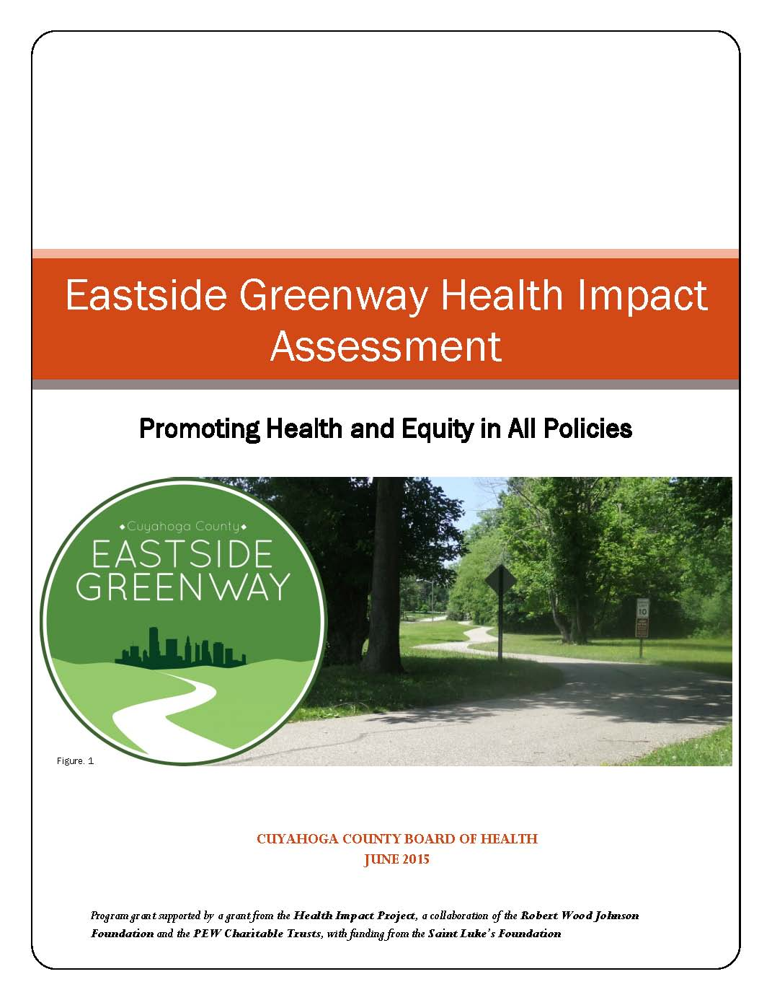 Eastside Greenway Health Impact
Assessment
Promoting Health and Equity in All Policies
◆Cuyahoga County◆
EASTSIDE
GREENWAY
10
Figure. 1
CUYAHOGA COUNTY BOARD OF HEALTH
JUNE 2015
Program grant supported by a grant from the Health Impact Project, a collaboration of the Robert Wood Johnson
Foundation and the PEW Charitable Trusts, with funding from the Saint Luke's Foundation